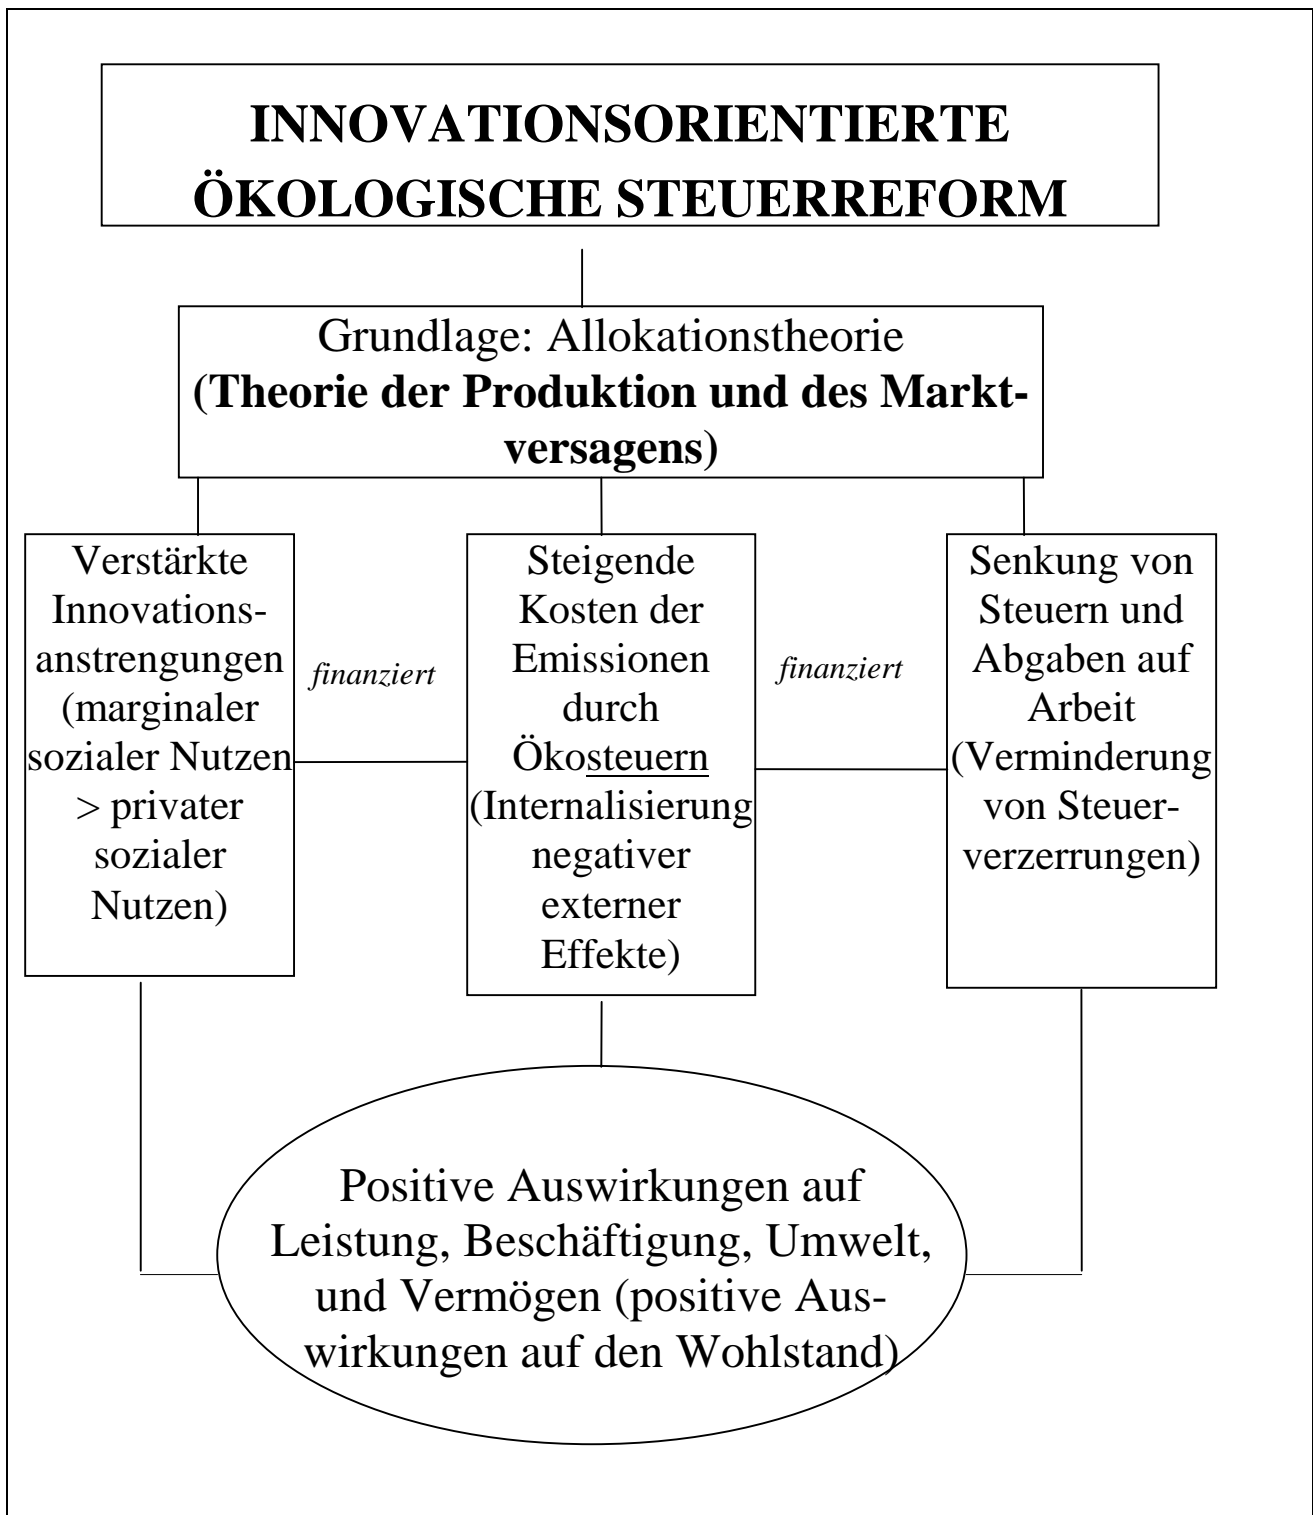 INNOVATIONSORIENTIERTE
ÖKOLOGISCHE STEUERREFORM
Grundlage: Allokationstheorie
(Theorie der Produktion und des Markt-
versagens)
Verstärkte
Innovations-
anstrengungen
(marginaler
sozialer Nutzen
> privater
sozialer
Nutzen)
finanziert
Steigende
Kosten der
Emissionen
durch
Ökosteuern
(Internalisierung
negativer
externer
Effekte)
finanziert
Senkung von
Steuern und
Abgaben auf
Arbeit
(Verminderung
von Steuer-
verzerrungen)
Positive Auswirkungen auf
Leistung, Beschäftigung, Umwelt,
und Vermögen (positive Aus-
wirkungen auf den Wohlstand)